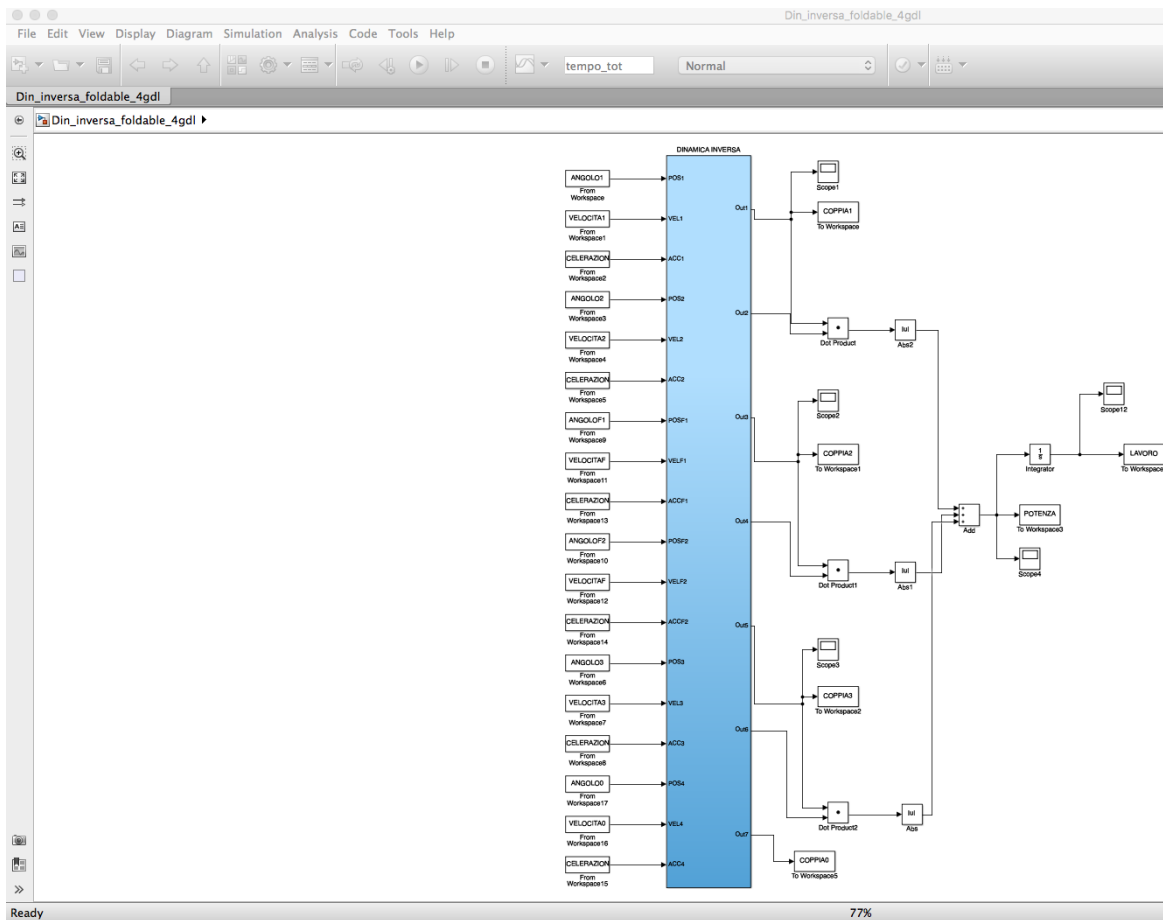 Din_inversa_foldable_4gdl
File Edit View Display Diagram Simulation Analysis Code Tools Help
tempo_tot
Normal
Din_inversa_foldable_4gdl
Din_inversa_foldable_4gdl
DINAMICA INVERSA
ANGOLO1
From
Workspace
POS1
VELOCITA1
From
Workspace1
VEL1
CELERAZION
From
Workspace2
ACC1
ANGOLO2
From
Workspace3
POS2
VELOCITA2
From
Workspace4
VEL2
CELERAZION
From
Workspace5
ACC2
ANGOLOF1
From
Workspace9
POSF1
VELOCITAF
From
Workspace11
VELF1
CELERAZION
From
Workspace13
ACCF1
ANGOLOF2
From
Workspace10
POSF2
VELOCITAF
From
Workspace12
VELF2
CELERAZION
From
Workspace14
ACCF2
ANGOLO3
From
Workspace6
POS3
VELOCITA3
From
Workspace7
VEL3
CELERAZION
From
Workspace8
ACC3
ANGOLO0
From
Workspace17
POS4
VELOCITA0
From
Workspace16
VEL4
CELERAZION
From
Workspace15
ACC4
Out1
Out2
Out3
Out4
Out5
Out6
Out7
Scope1
COPPIA1
To Workspace
Dot Product
|u|
Abs2
Scope2
COPPIA2
To Workspace1
Dot Product1
|u|
Abs1
Scope3
COPPIA3
To Workspace2
Dot Product2
|u|
Abs
COPPIA0
To Workspace5
Add
1
s
Integrator
Scope12
LAVORO
To Workspace
POTENZA
To Workspace3
Scope4
Ready
77%